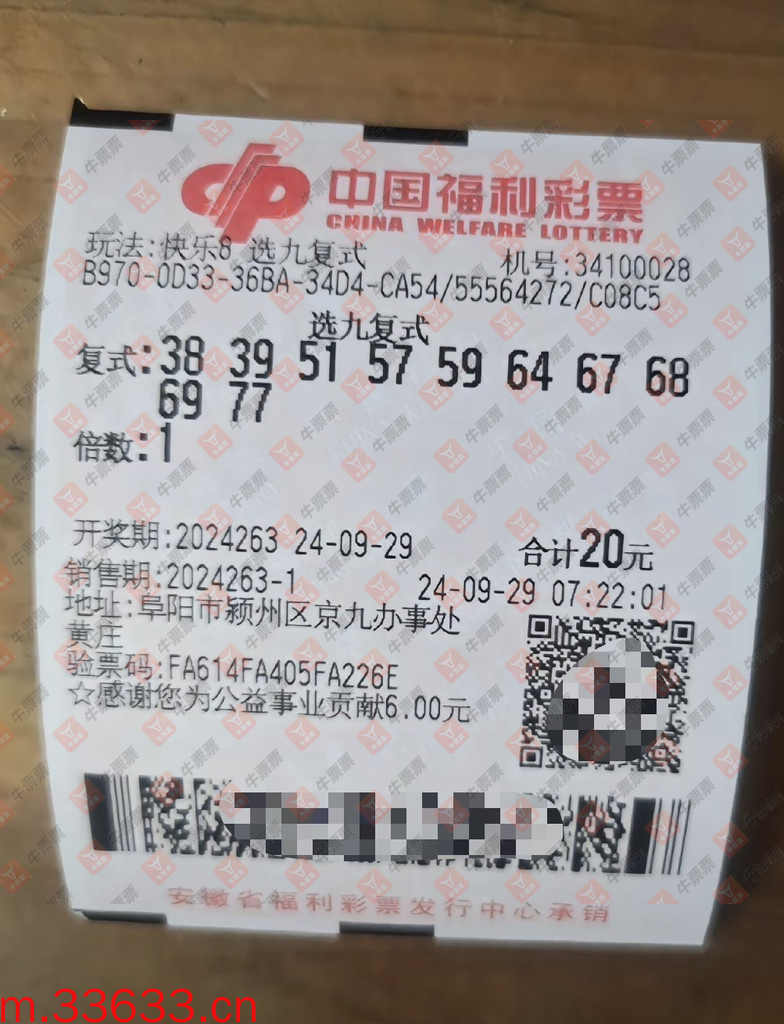 中国福利彩票
CHINA WELFARE LOTTERY
玩法:快乐8 选九复式 机号:34100028
B970-0D33-36BA-34D4-CA54/55564272/C08C5
选九复式
复式:38 39 51 57 59 64 67 68
69 77
倍数:1
开奖期:2024263 24-09-29 合计20元
销售期:2024263-1 24-09-29 07:22:01
地址:阜阳市颍州区京九办事处
黄庄
验票码:FA614FA405FA226E
☆感谢您为公益事业贡献6.00元
安徽省福利彩票发行中心承销
牛票票
m.33633.cn